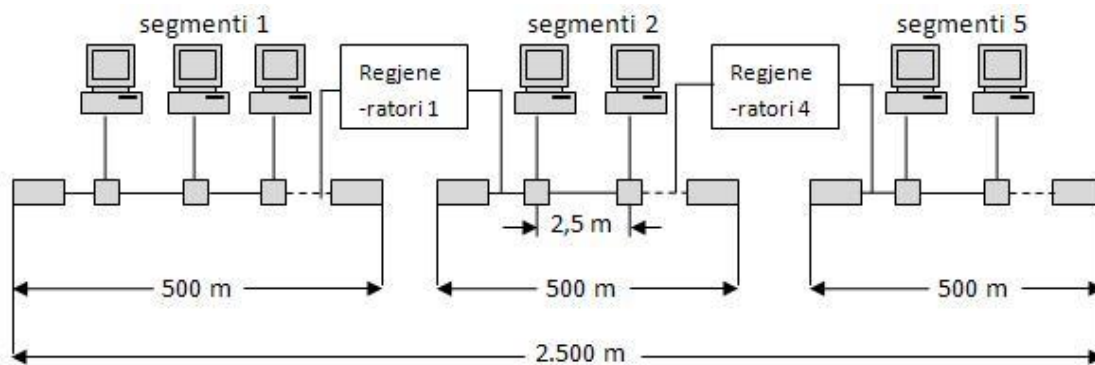 segmenti 1
segmenti 2
segmenti 5
Regjene
-ratori 1
Regjene
-ratori 4
2,5 m
500 m
500 m
500 m
2.500 m